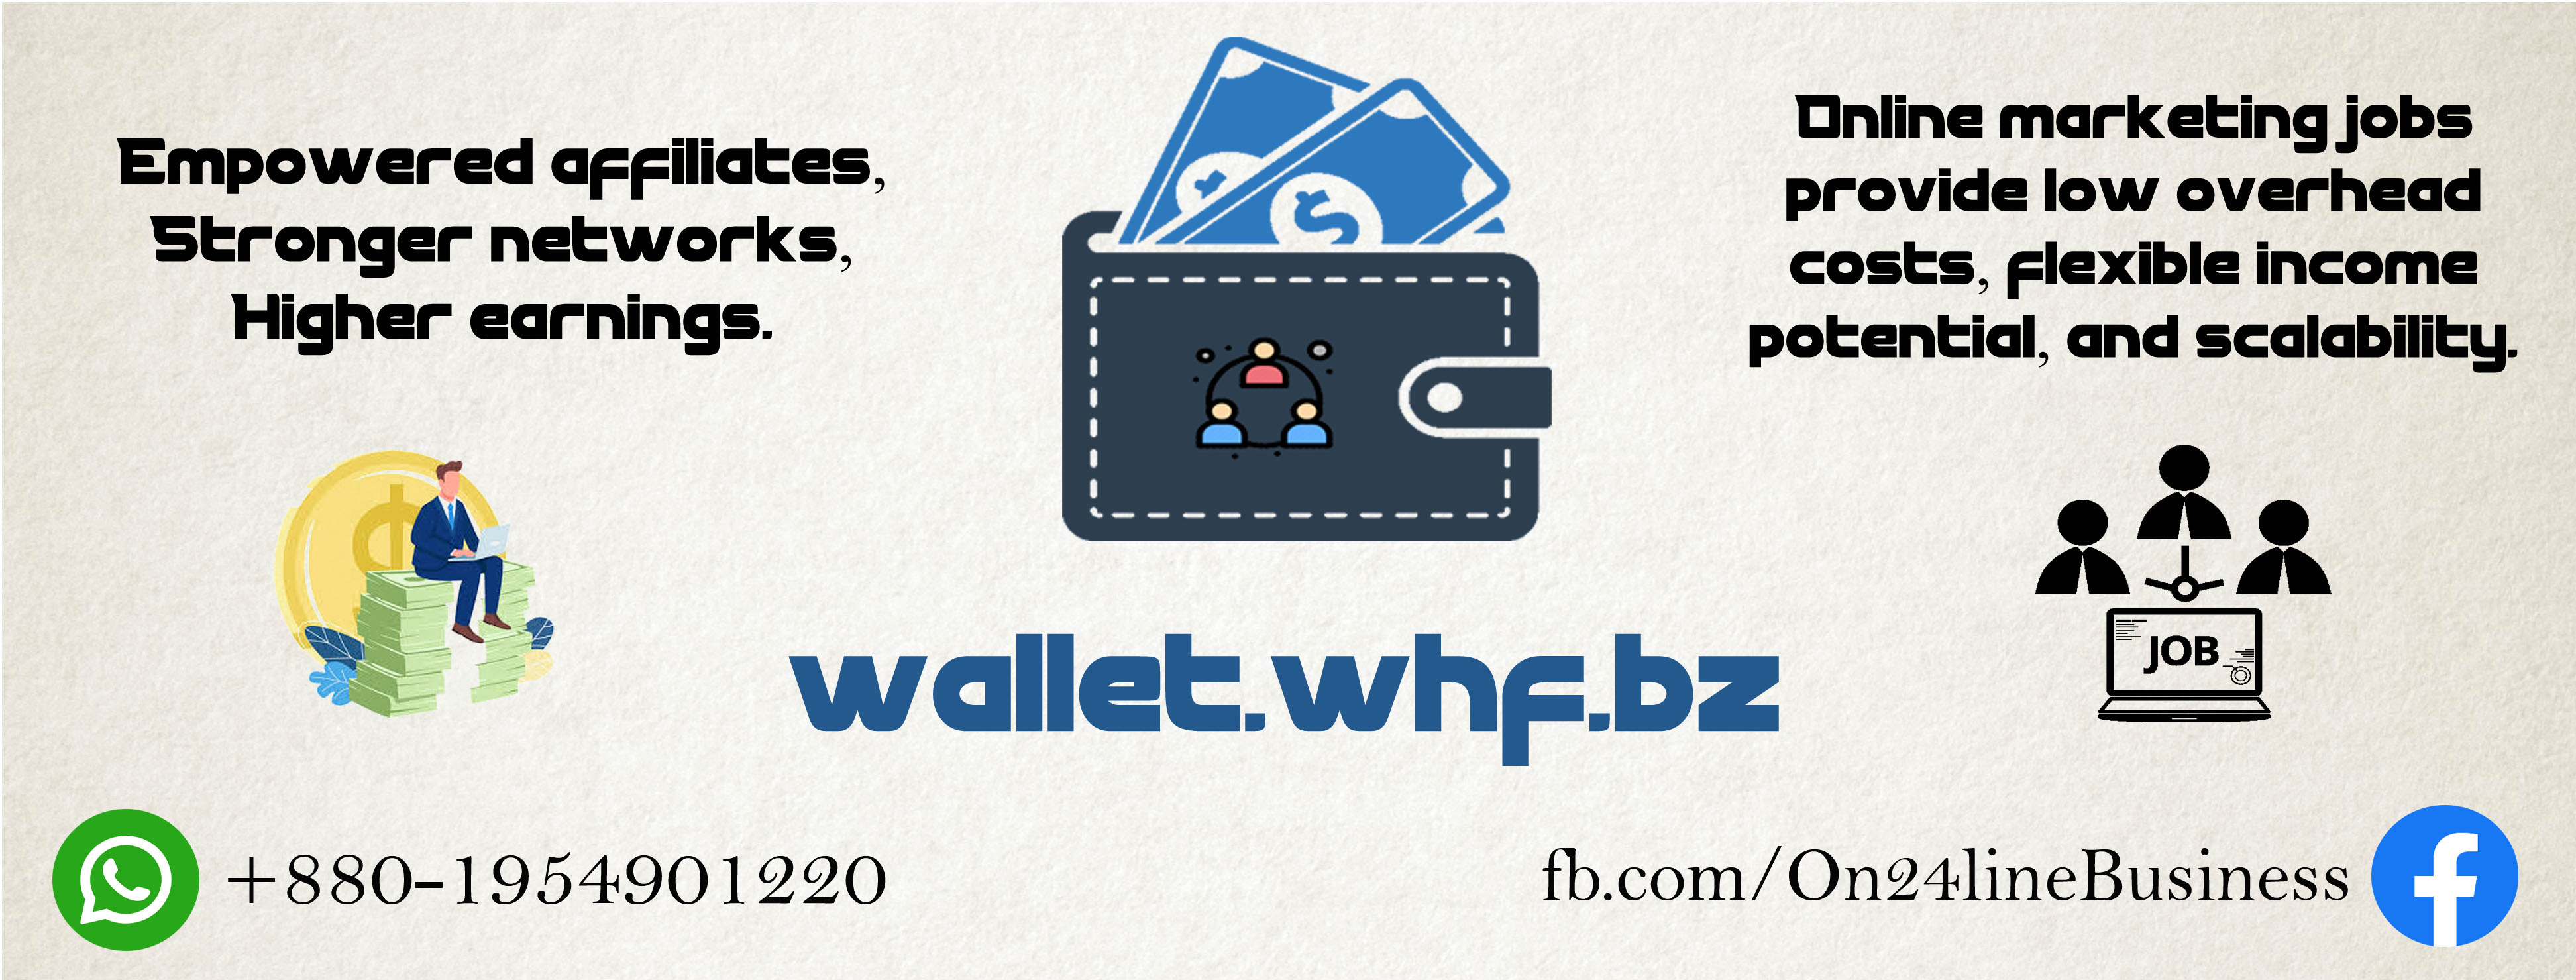 Empowered affiliates,
Stronger networks,
Higher earnings.
Online marketing jobs
provide low overhead
costs, flexible income
potential, and scalability.
$
JOB
wallet.whf.bz
+880-1954901220
fb.com/On24lineBusiness